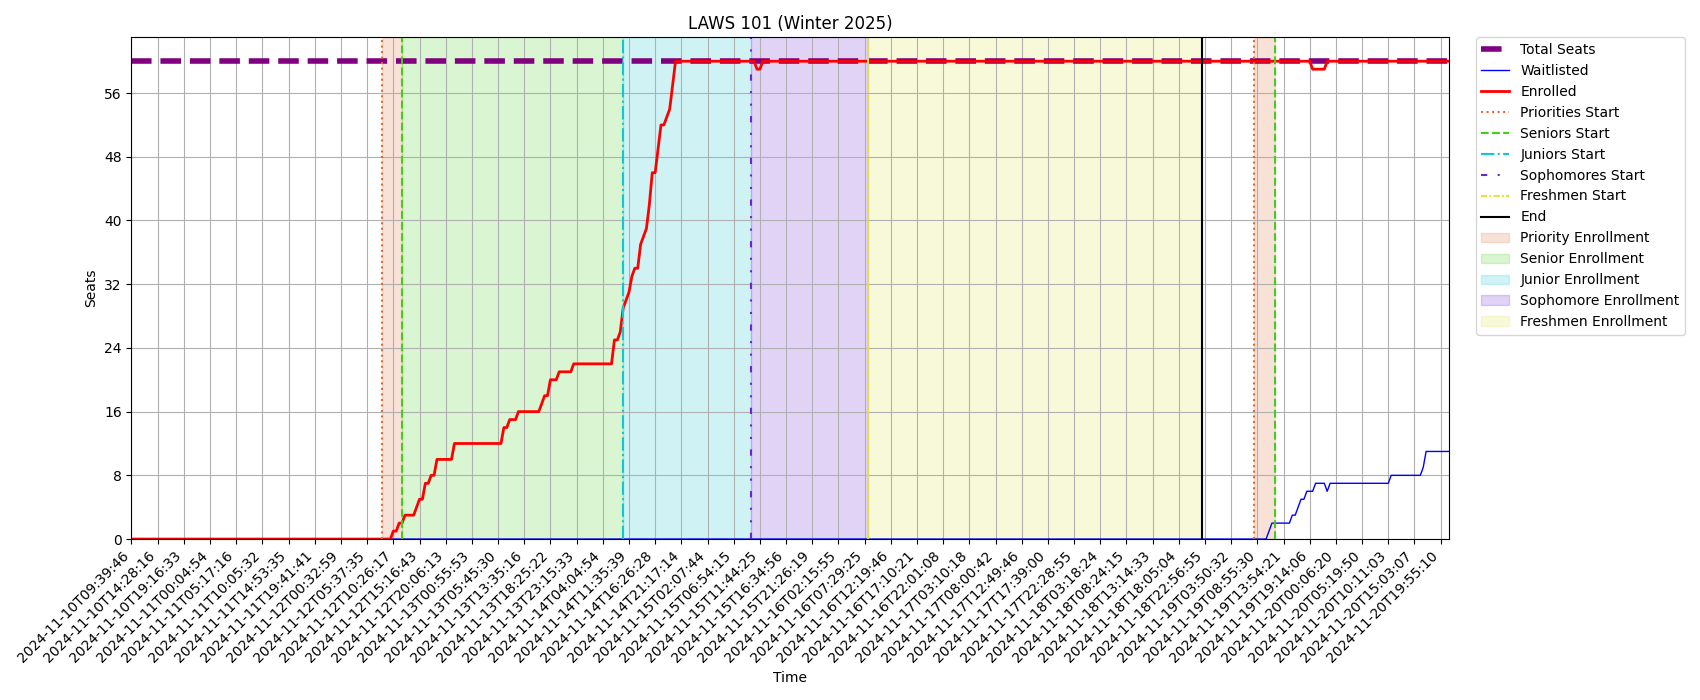 LAWS 101 (Winter 2025)
Seats
56
48
40
32
24
16
8
0
2024-11-10T09:39:46
2024-11-10T14:28:16
2024-11-10T19:16:33
2024-11-11T00:04:54
2024-11-11T05:17:16
2024-11-11T10:05:32
2024-11-11T14:53:35
2024-11-11T19:41:41
2024-11-12T00:32:59
2024-11-12T05:37:35
2024-11-12T10:26:17
2024-11-12T15:16:43
2024-11-12T20:06:13
2024-11-13T00:55:53
2024-11-13T05:45:30
2024-11-13T13:35:16
2024-11-13T18:25:22
2024-11-13T23:15:33
2024-11-14T04:04:54
2024-11-14T11:35:39
2024-11-14T16:26:28
2024-11-14T21:17:14
2024-11-15T02:07:44
2024-11-15T06:54:15
2024-11-15T11:44:25
2024-11-15T16:34:56
2024-11-15T21:26:19
2024-11-16T02:15:55
2024-11-16T07:29:25
2024-11-16T12:19:46
2024-11-16T17:10:21
2024-11-16T22:01:08
2024-11-17T03:10:18
2024-11-17T08:00:42
2024-11-17T12:49:46
2024-11-17T17:39:00
2024-11-17T22:28:55
2024-11-18T03:18:24
2024-11-18T08:24:15
2024-11-18T13:14:33
2024-11-18T18:05:04
2024-11-18T22:56:55
2024-11-19T03:50:32
2024-11-19T08:55:30
2024-11-19T13:54:21
2024-11-19T19:14:06
2024-11-20T00:06:20
2024-11-20T05:19:50
2024-11-20T10:11:03
2024-11-20T15:03:07
2024-11-20T19:55:10
Time
Total Seats
Waitlisted
Enrolled
Priorities Start
Seniors Start
Juniors Start
Sophomores Start
Freshmen Start
End
Priority Enrollment
Senior Enrollment
Junior Enrollment
Sophomore Enrollment
Freshmen Enrollment